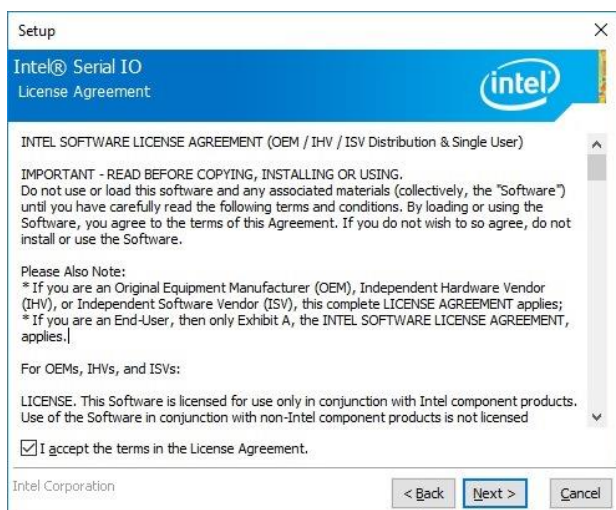 Setup
Intel® Serial IO
License Agreement
intel
INTEL SOFTWARE LICENSE AGREEMENT (OEM / IHV / ISV Distribution & Single User)
IMPORTANT - READ BEFORE COPYING, INSTALLING OR USING.
Do not use or load this software and any associated materials (collectively, the "Software")
until you have carefully read the following terms and conditions. By loading or using the
Software, you agree to the terms of this Agreement. If you do not wish to so agree, do not
install or use the Software.
Please Also Note:
* If you are an Original Equipment Manufacturer (OEM), Independent Hardware Vendor
(IHV), or Independent Software Vendor (ISV), this complete LICENSE AGREEMENT applies;
* If you are an End-User, then only Exhibit A, the INTEL SOFTWARE LICENSE AGREEMENT,
applies.
For OEMs, IHVs, and ISVs:
LICENSE. This Software is licensed for use only in conjunction with Intel component products.
Use of the Software in conjunction with non-Intel component products is not licensed
I accept the terms in the License Agreement.
Intel Corporation
< Back
Next >
Cancel